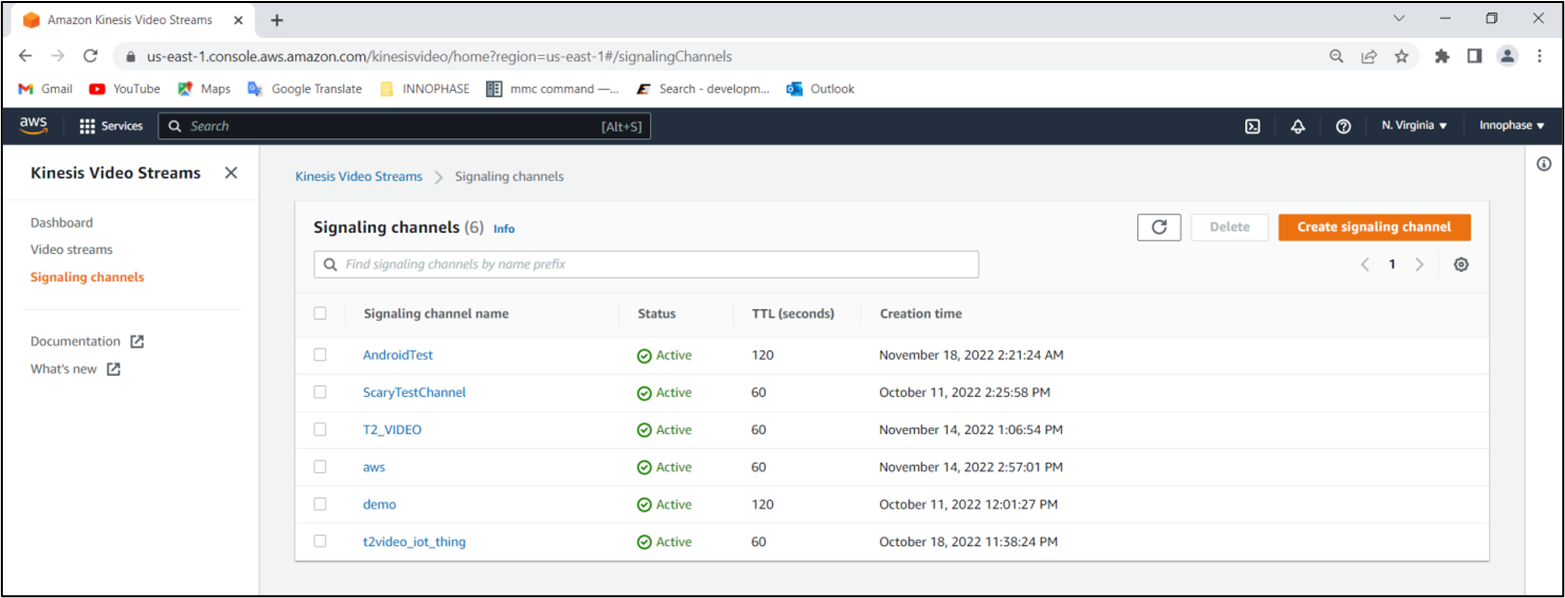 Amazon Kinesis Video Streams
us-east-1.console.aws.amazon.com/kinesisvideo/home?region=us-east-1#/signalingChannels
Gmail YouTube Maps Google Translate INNOPHASE mmc command —... Search - developm... Outlook
aws Services Search [Alt+S] N. Virginia Innophase
Kinesis Video Streams
Dashboard
Video streams
Signaling channels
Documentation
What's new
Kinesis Video Streams Signaling channels
Signaling channels (6) Info Delete Create signaling channel
Find signaling channels by name prefix 1
Signaling channel name Status TTL (seconds) Creation time
AndroidTest Active 120 November 18, 2022 2:21:24 AM
ScaryTestChannel Active 60 October 11, 2022 2:25:58 PM
T2_VIDEO Active 60 November 14, 2022 1:06:54 PM
aws Active 60 November 14, 2022 2:57:01 PM
demo Active 120 October 11, 2022 12:01:27 PM
t2video_iot_thing Active 60 October 18, 2022 11:38:24 PM